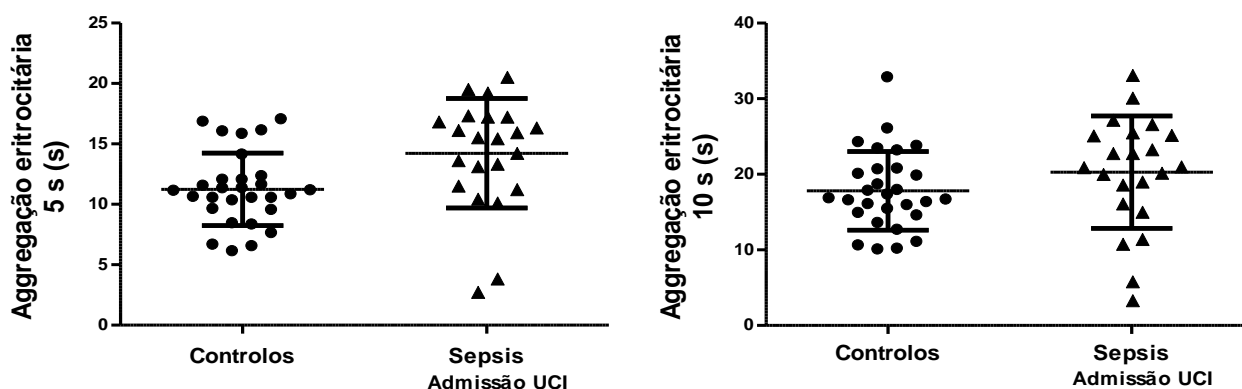 Aggregação eritrocitária
5 s (s)
25
20
15
10
5
0
Controlos
Sepsis
Admissão UCI
Aggregação eritrocitária
10 s (s)
40
30
20
10
0
Controlos
Sepsis
Admissão UCI